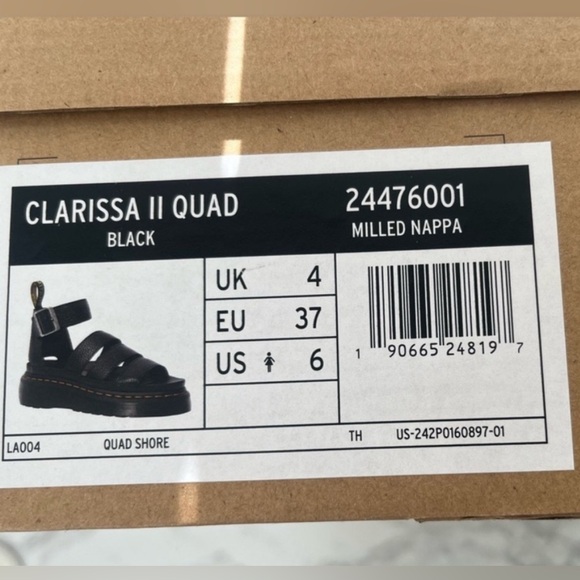 CLARISSA II QUAD
BLACK
24476001
MILLED NAPPA
UK 4
EU 37
US 6
1 90665 24819 7
LA004 QUAD SHORE TH US-242P0160897-01